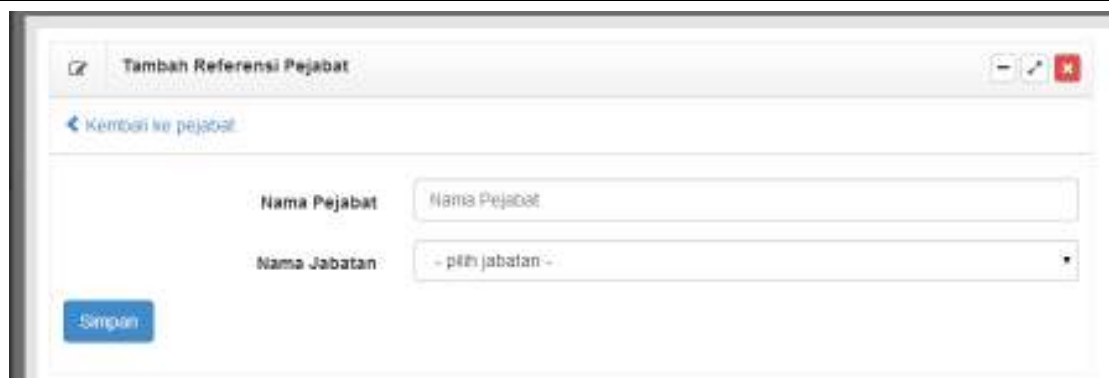 Tambah Referensi Pejabat
Kembali ke pejabat
Nama Pejabat
Nama Pejabat
Nama Jabatan
- pilih jabatan -
Simpan